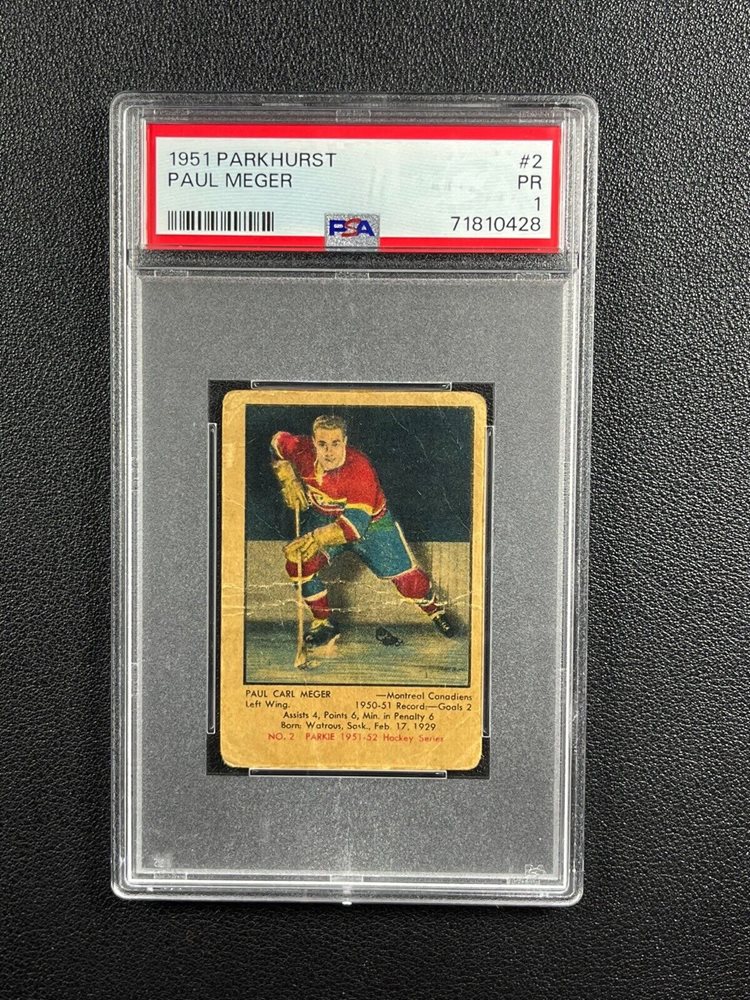 1951 PARKHURST #2
PAUL MEGER PR
1
71810428
PSA
PAUL CARL MEGER —Montreal Canadiens
Left Wing. 1950-51 Record:—Goals 2
Assists 4, Points 6, Min. in Penalty 6
Born: Watrous, Sask., Feb. 17, 1929
NO. 2 PARKIE 1951-52 Hockey Series